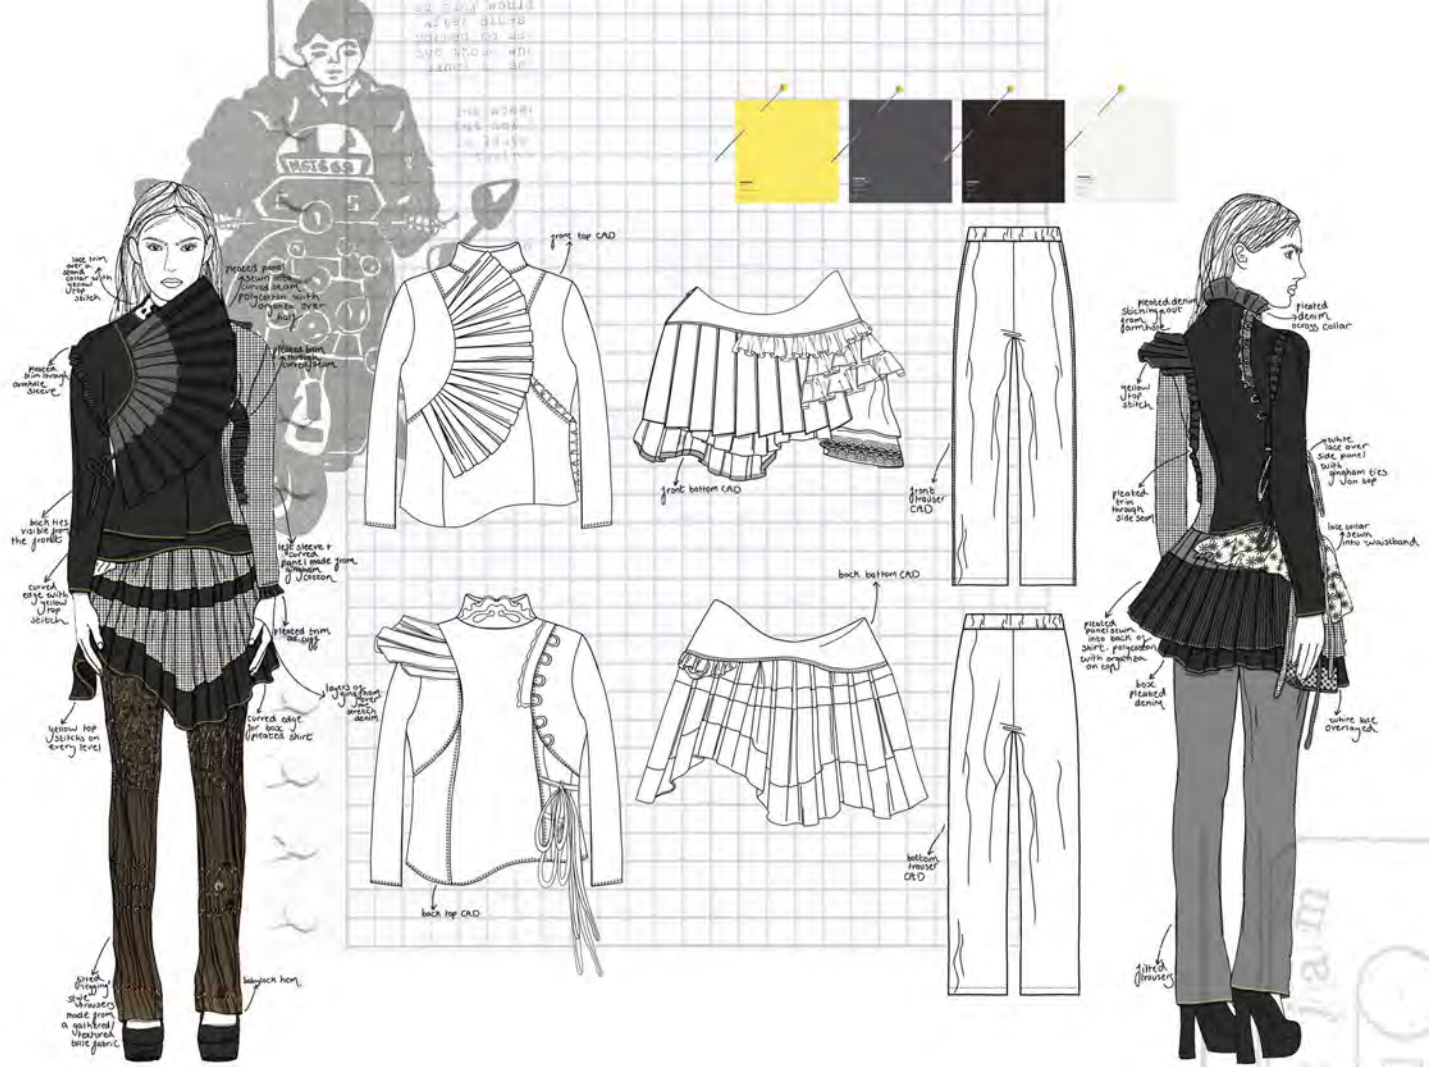 lace trim
over a
stand
collar with
yellow
top
stitch
pleated panel
sewn into
curved seam
polycotton with
organza over
half
pleated trim
through
curved seam
pleated
trim through
armhole
sleeve
back ties
visible from
the front
curved
edge with
yellow
top
stitch
left sleeve +
curved
panel made from
gingham
cotton
pleated trim
as cuff
layers of
gingham
over
stretch
denim
curved edge
for box
pleated skirt
yellow top
stitchs on
every level
fitted
legging
style
trousers
made from
a gathered/
textured
tulle fabric
babylock hem
front top CAD
front bottom CAD
front
trouser
CAD
back bottom CAD
back top CAD
bottom
trouser
CAD
pleated denim
sticking out
from
armhole
pleated
denim
across collar
yellow
top
stitch
white
lace over
side panel
with
gingham ties
on top
pleated
trim
through
side seam
lace collar
sewn
into waistband
pleated
panel sewn
into back of
skirt. polycotton
with organza
on top
box
pleated
denim
white lace
overlayed
fitted
trousers
jam